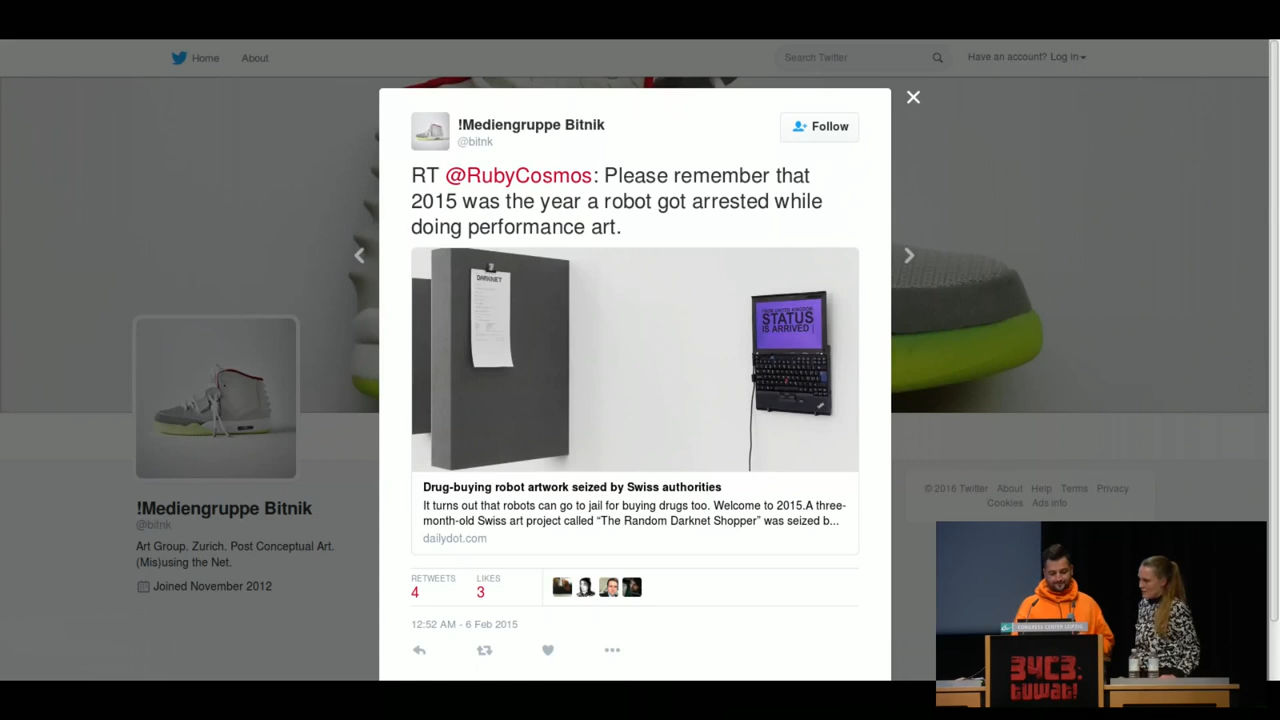 Home About
Search Twitter
Have an account? Log in
!Mediengruppe Bitnik
@bitnk
Follow
RT @RubyCosmos: Please remember that
2015 was the year a robot got arrested while
doing performance art.
DARKNET
STATUS
IS ARRIVED
Drug-buying robot artwork seized by Swiss authorities
It turns out that robots can go to jail for buying drugs too. Welcome to 2015.A three-
month-old Swiss art project called “The Random Darknet Shopper” was seized b...
dailydot.com
RETWEETS LIKES
4 3
12:52 AM - 6 Feb 2015
!Mediengruppe Bitnik
@bitnk
Art Group. Zurich. Post Conceptual Art.
(Mis)using the Net.
Joined November 2012
© 2016 Twitter About Help Terms Privacy
Cookies Ads info
CONGRESS CENTER LEIPZIG
34C3.
tuwat!